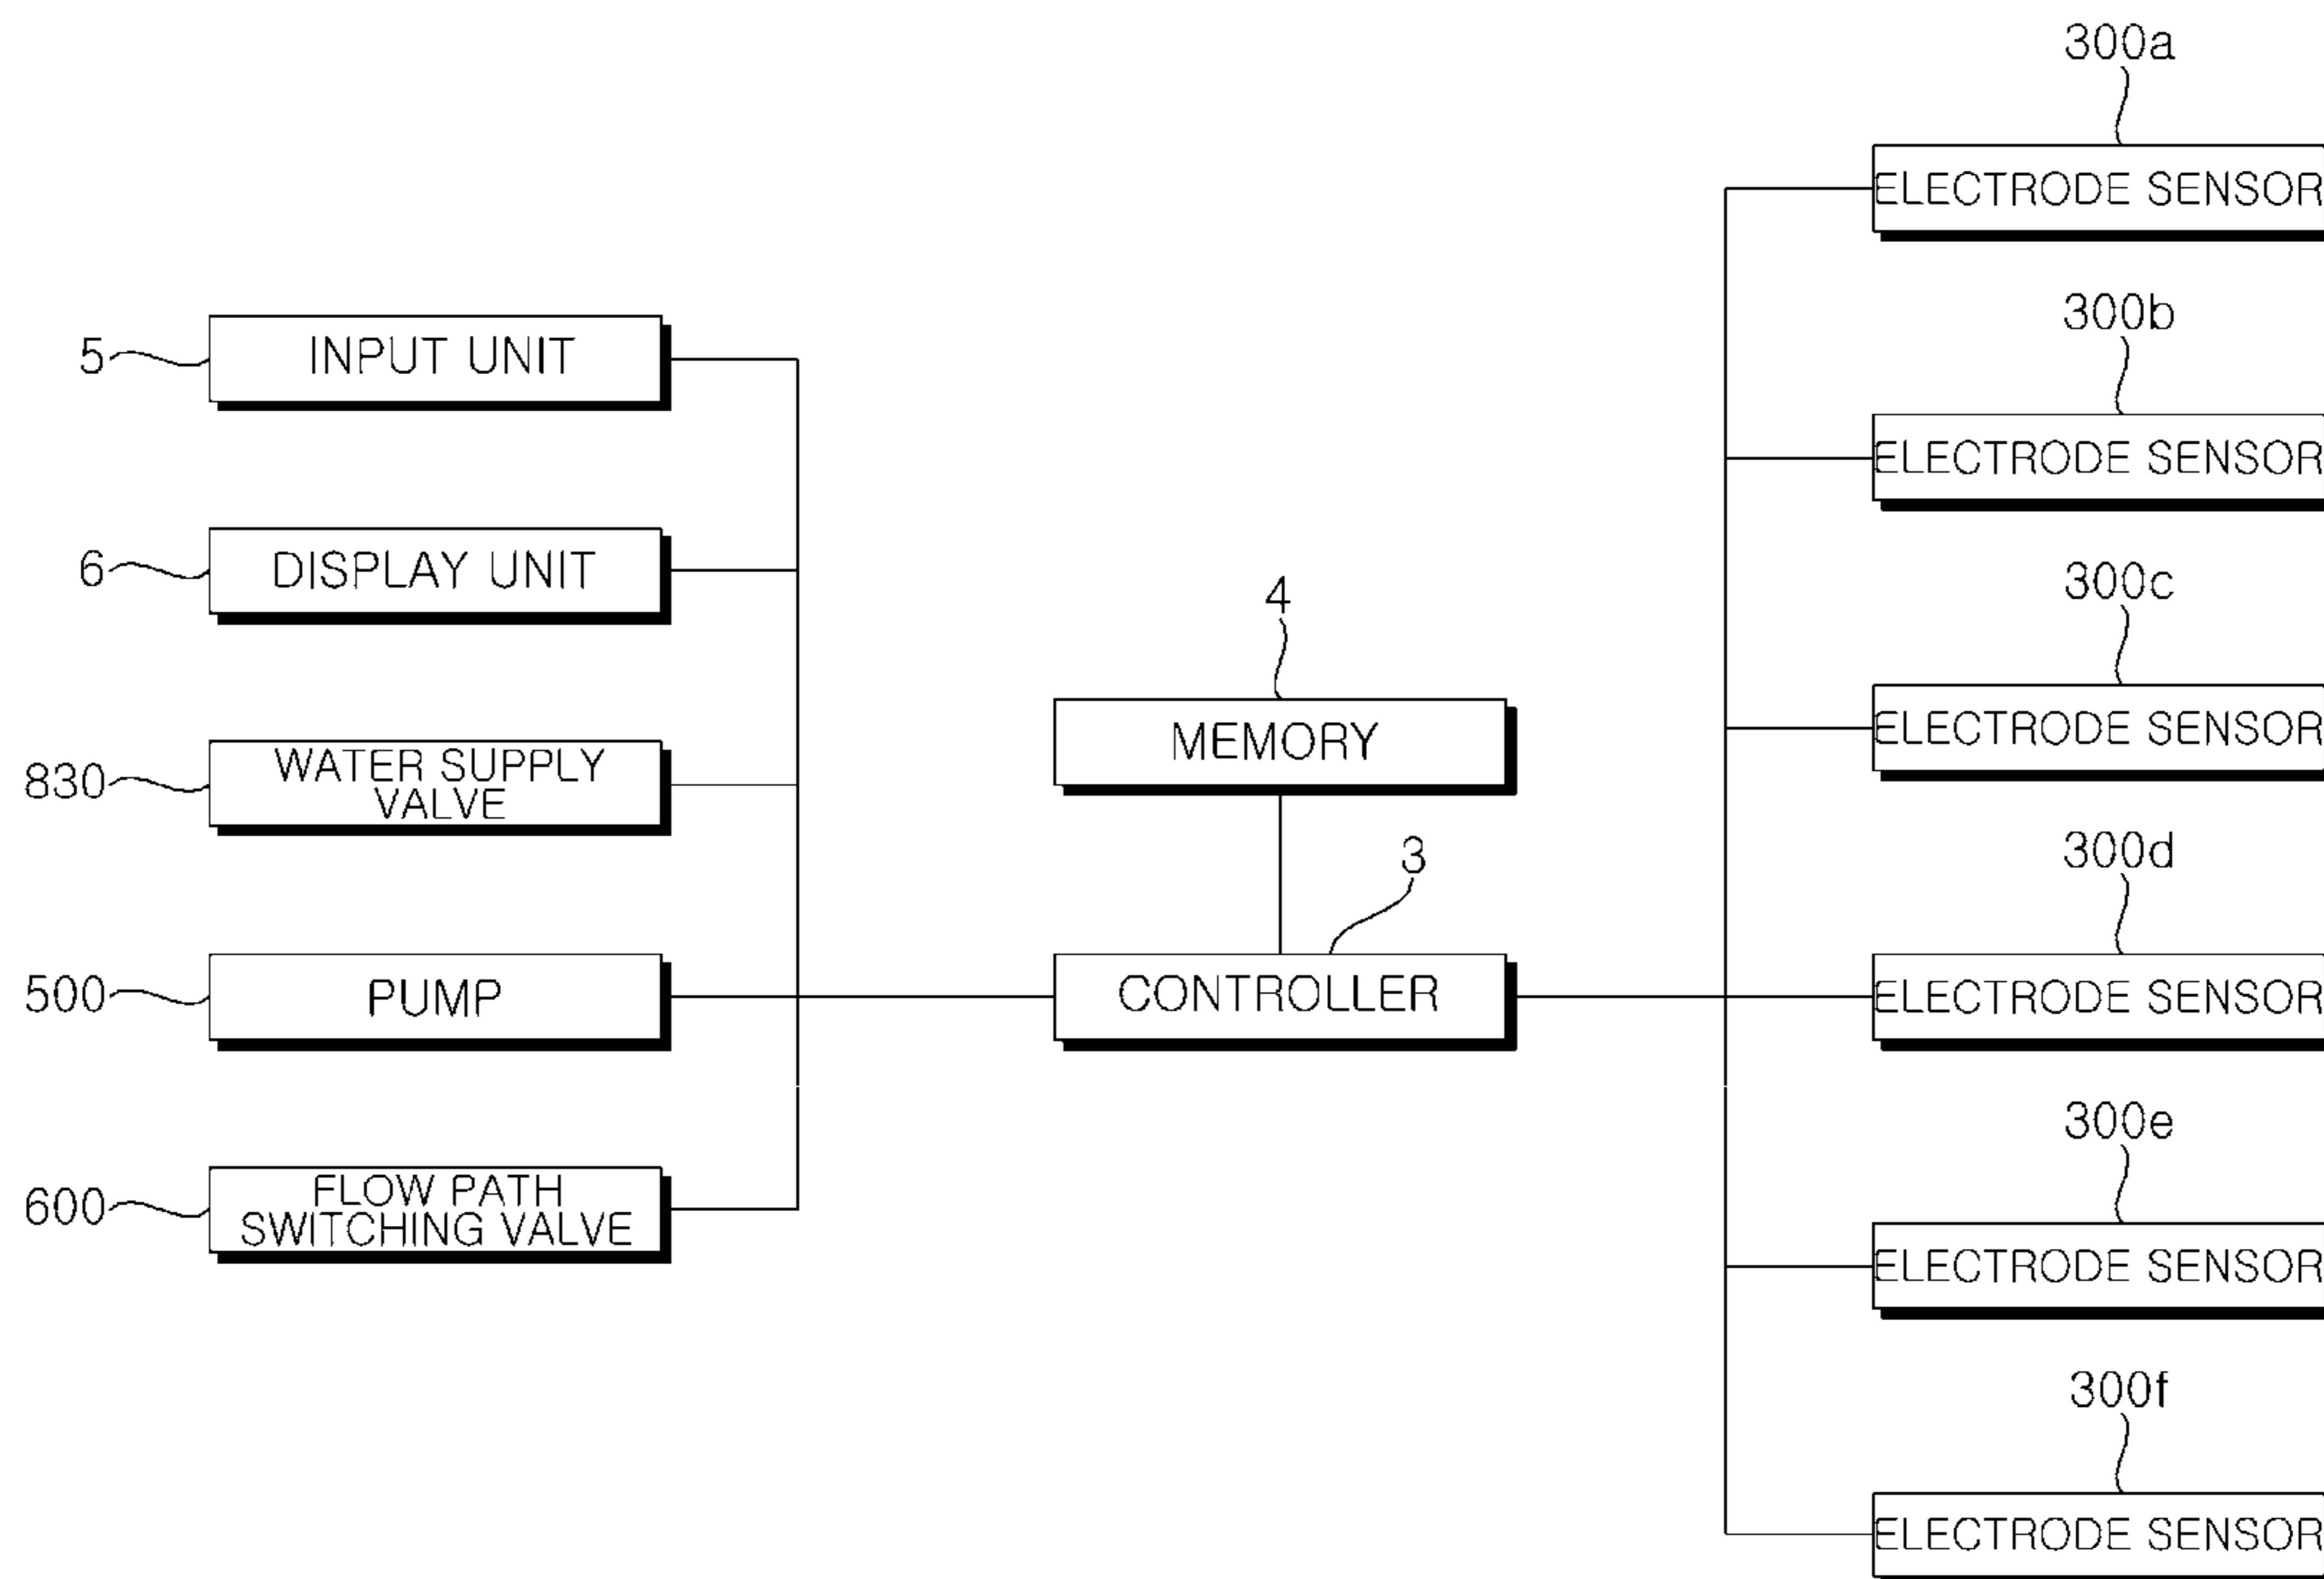 300a
ELECTRODE SENSOR
300b
5
INPUT UNIT
ELECTRODE SENSOR
6
DISPLAY UNIT
300c
4
830
WATER SUPPLY
VALVE
MEMORY
ELECTRODE SENSOR
3
300d
500
PUMP
CONTROLLER
ELECTRODE SENSOR
300e
600
FLOW PATH
SWITCHING VALVE
ELECTRODE SENSOR
300f
ELECTRODE SENSOR